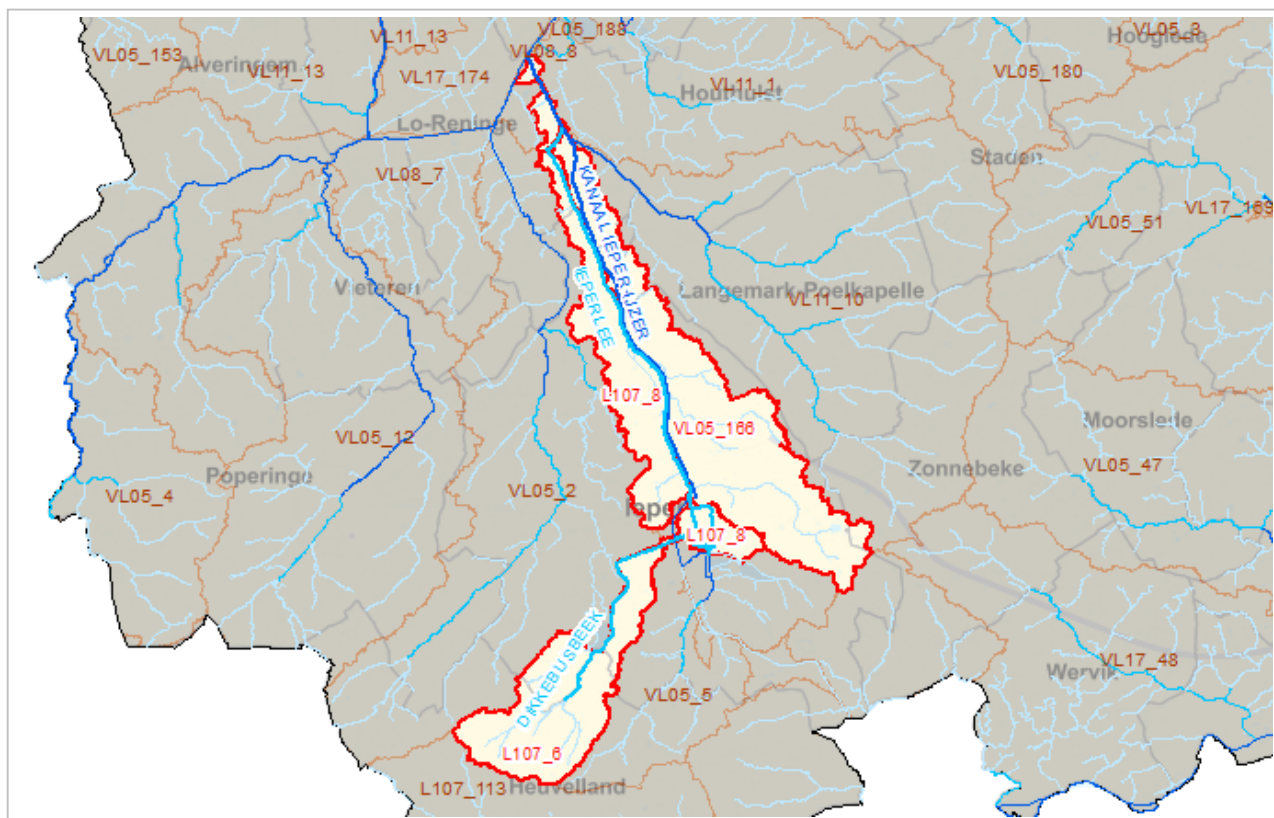 VL05_153
VL11_13
VL05_188
VL05_3
Alveringem
VL11_13
VL17_174
VL08_8
VL11_1
Houthulst
VL05_180
Hooglede
Lo-Reninge
VL08_7
Staden
VL05_51
VL17_169
KANAAL IEPER-IJZER
IEPERLEE
Vleteren
Langemark-Poelkapelle
VL11_10
L107_8
VL05_166
Moorslede
VL05_12
Poperinge
VL05_4
VL05_2
Zonnebeke
VL05_47
Ieper
L107_8
DIKKEBUSBEEK
VL05_5
VL17_48
Wervik
L107_6
L107_113
Heuvelland